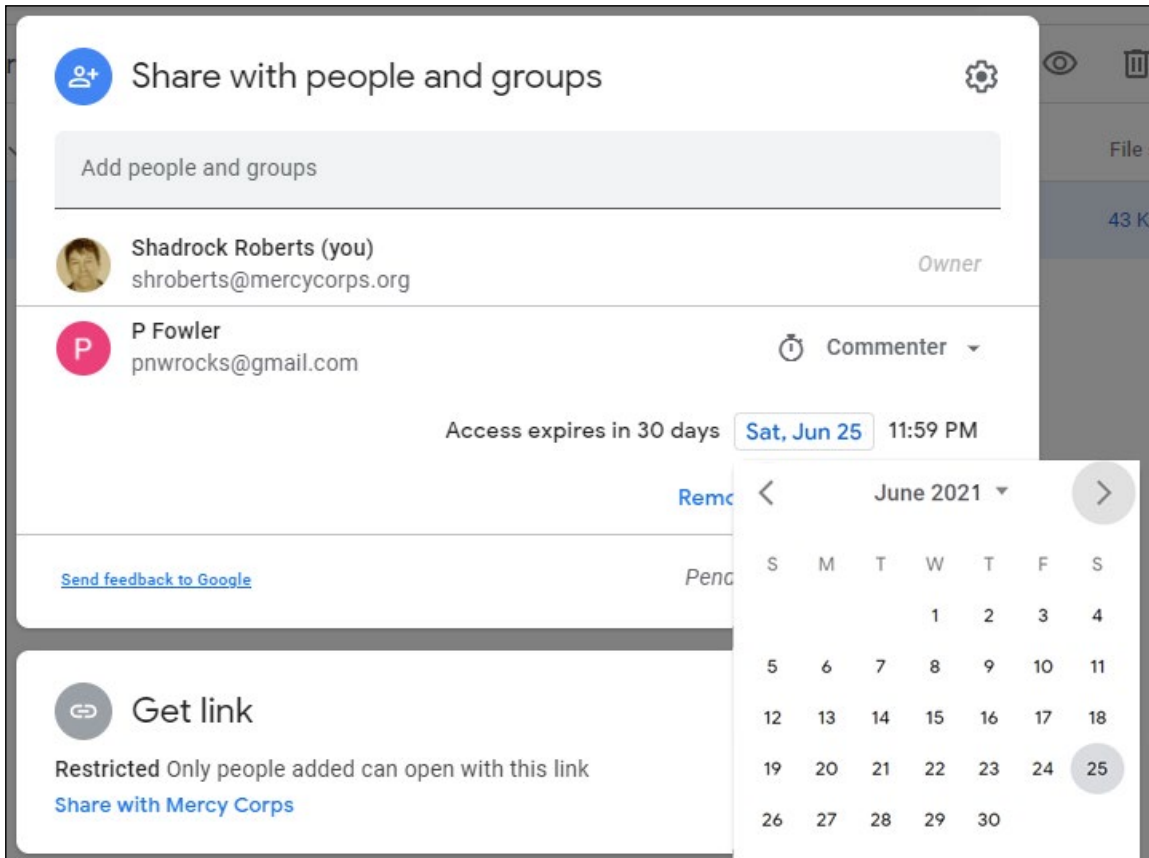 Share with people and groups
Add people and groups
File
43 K
Shadrock Roberts (you)
shroberts@mercycorps.org
Owner
P
P Fowler
pnwrocks@gmail.com
Commenter
Access expires in 30 days Sat, Jun 25 11:59 PM
Remo
June 2021
S M T W T F S
1 2 3 4
5 6 7 8 9 10 11
12 13 14 15 16 17 18
19 20 21 22 23 24 25
26 27 28 29 30
Send feedback to Google
Pend
Get link
Restricted Only people added can open with this link
Share with Mercy Corps